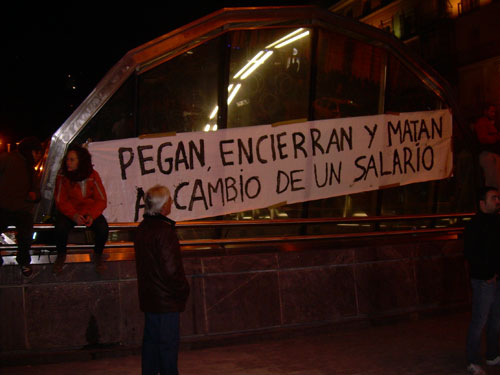 PEGAN, ENCIERRAN Y MATAN
A CAMBIO DE UN SALARIO